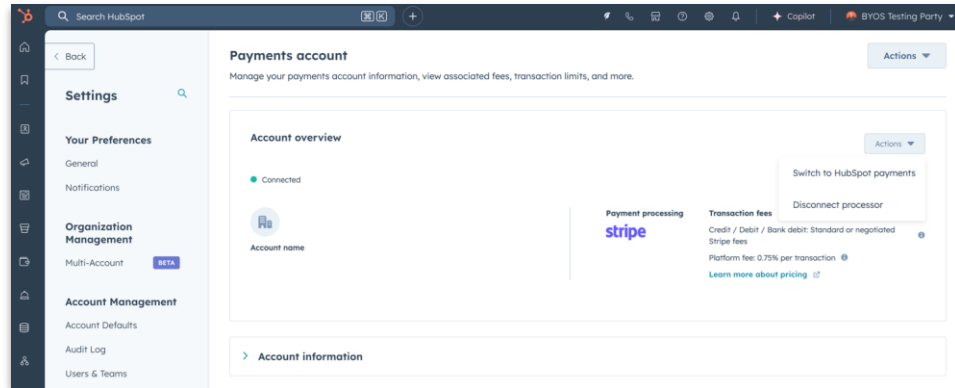 Search HubSpot
⌘ K
+
Copilot
BYOS Testing Party
Back
Settings
Your Preferences
General
Notifications
Organization
Management
Multi-Account BETA
Account Management
Account Defaults
Audit Log
Users & Teams
Payments account
Actions
Manage your payments account information, view associated fees, transaction limits, and more.
Account overview
Actions
Switch to HubSpot payments
Disconnect processor
Connected
Account name
Payment processing
stripe
Transaction fees
Credit / Debit / Bank debit: Standard or negotiated
Stripe fees
Platform fee: 0.75% per transaction
Learn more about pricing
Account information